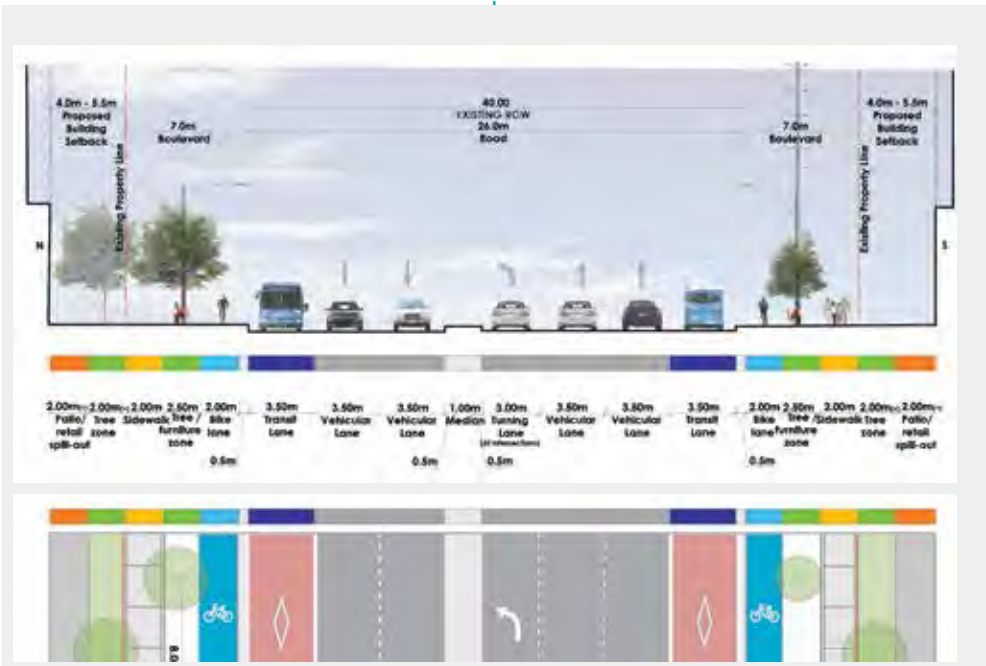 4.0m - 5.5m
Proposed
Building
Setback
Existing Property Line
7.0m
Boulevard
40.00
EXISTING ROW
26.0m
Road
7.0m
Boulevard
Existing Property Line
4.0m - 5.5m
Proposed
Building
Setback
N
S
2.00m(+) 2.00m(+) 2.00m 2.50m 2.00m 3.50m 3.50m 3.50m 1.00m 3.00m 3.50m 3.50m 3.50m 2.00m 2.50m 2.00m 2.00m(+) 2.00m(+)
Patio/ Tree Sidewalk Tree / Bike Transit Vehicular Vehicular Median Turning Vehicular Vehicular Transit Bike Tree / Sidewalk Tree Patio/
retail zone furniture lane Lane Lane Lane Lane Lane Lane Lane lane furniture zone retail
spill-out zone (at intersections) zone spill-out
0.5m 0.5m 0.5m 0.5m
8.0